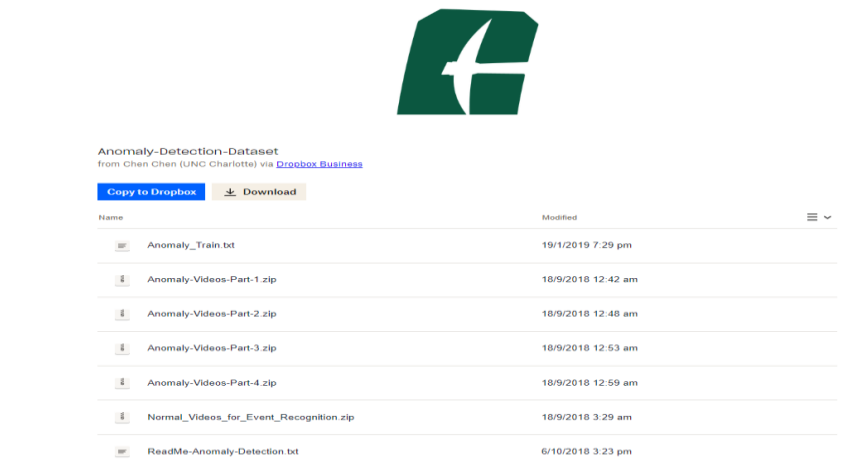 Anomaly-Detection-Dataset
from Chen Chen (UNC Charlotte) via Dropbox Business
Copy to Dropbox Download
Name Modified
Anomaly_Train.txt 19/1/2019 7:29 pm
Anomaly-Videos-Part-1.zip 18/9/2018 12:42 am
Anomaly-Videos-Part-2.zip 18/9/2018 12:48 am
Anomaly-Videos-Part-3.zip 18/9/2018 12:53 am
Anomaly-Videos-Part-4.zip 18/9/2018 12:59 am
Normal_Videos_for_Event_Recognition.zip 18/9/2018 3:29 am
ReadMe-Anomaly-Detection.txt 6/10/2018 3:23 pm